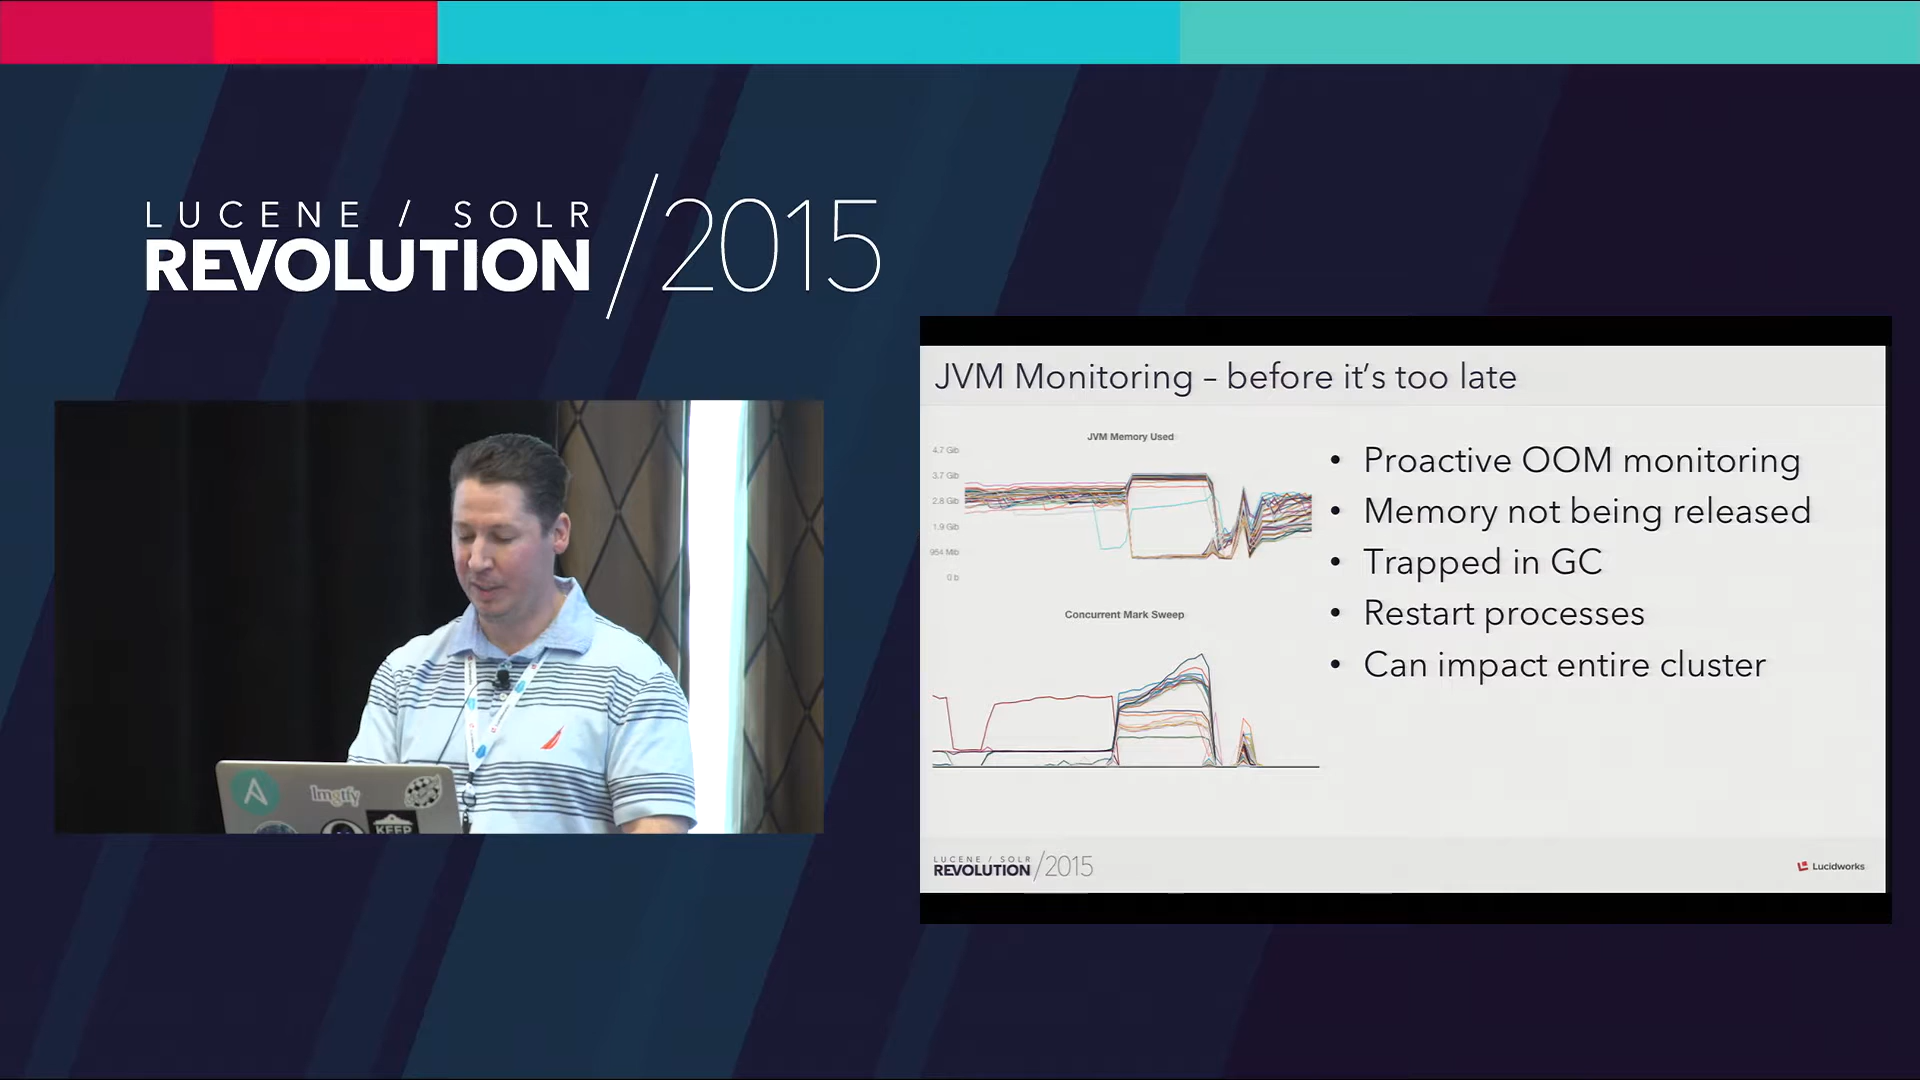 LUCENE / SOLR
REVOLUTION /2015
JVM Monitoring – before it's too late
JVM Memory Used
4.7 Gib
3.7 Gib
2.8 Gib
1.9 Gib
954 Mib
0 b
Concurrent Mark Sweep
• Proactive OOM monitoring
• Memory not being released
• Trapped in GC
• Restart processes
• Can impact entire cluster
lmgtfy
KEEP
LUCENE / SOLR
REVOLUTION /2015
Lucidworks